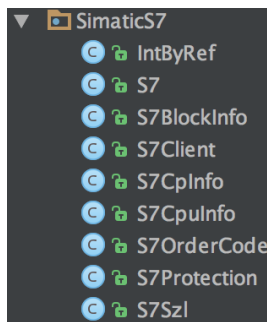 SimaticS7
IntByRef
S7
S7BlockInfo
S7Client
S7CpInfo
S7CpuInfo
S7OrderCode
S7Protection
S7Szl